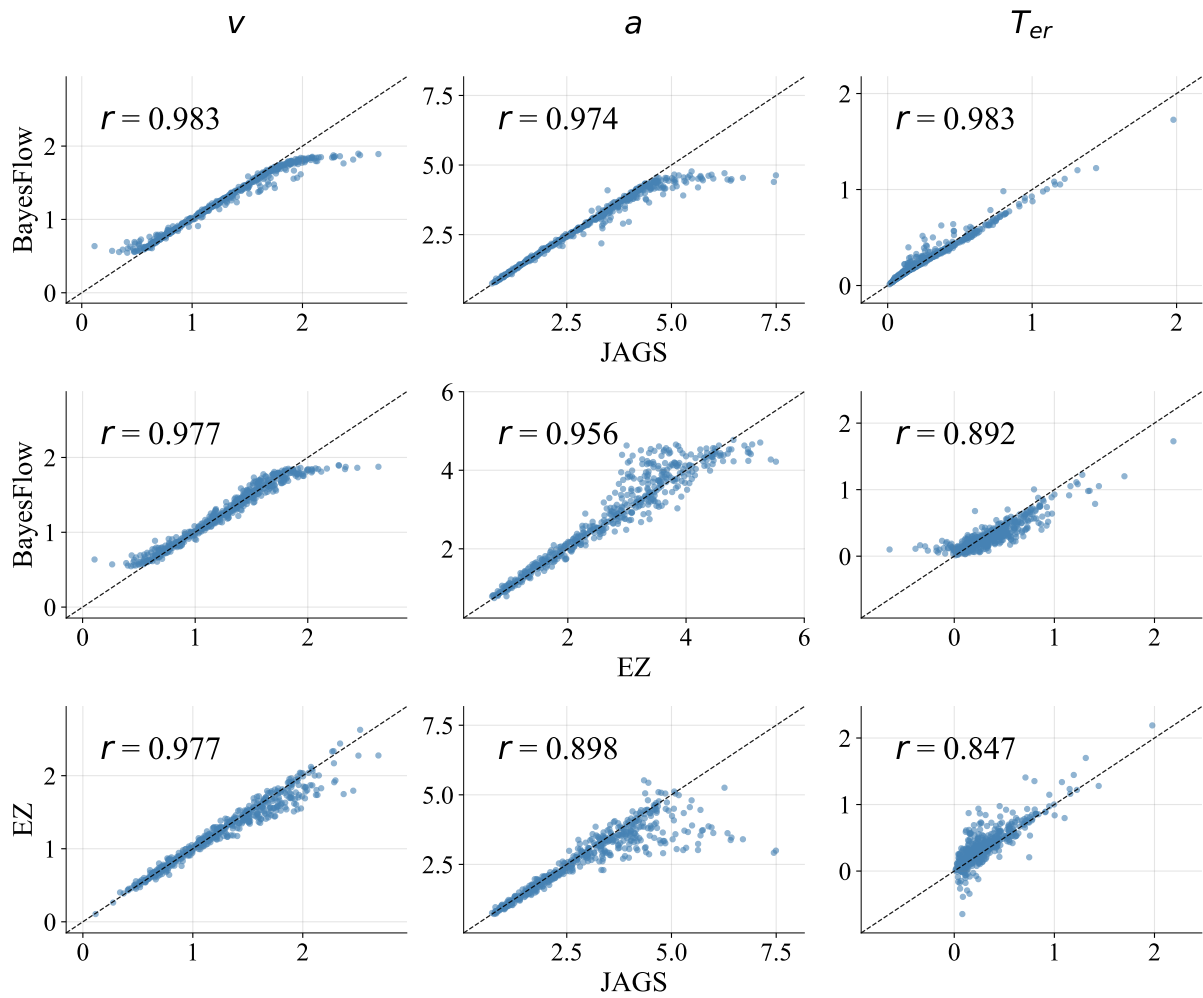 v a T_er
r = 0.983 r = 0.974 r = 0.983
BayesFlow
0 1 2
2.5 5.0 7.5
0 1 2
0 1 2
2.5 5.0 7.5
0 1 2
JAGS
r = 0.977 r = 0.956 r = 0.892
BayesFlow
0 1 2
2 4 6
0 1 2
0 1 2
2 4 6
0 1 2
EZ
r = 0.977 r = 0.898 r = 0.847
EZ
0 1 2
2.5 5.0 7.5
0 1 2
0 1 2
2.5 5.0 7.5
0 1 2
JAGS